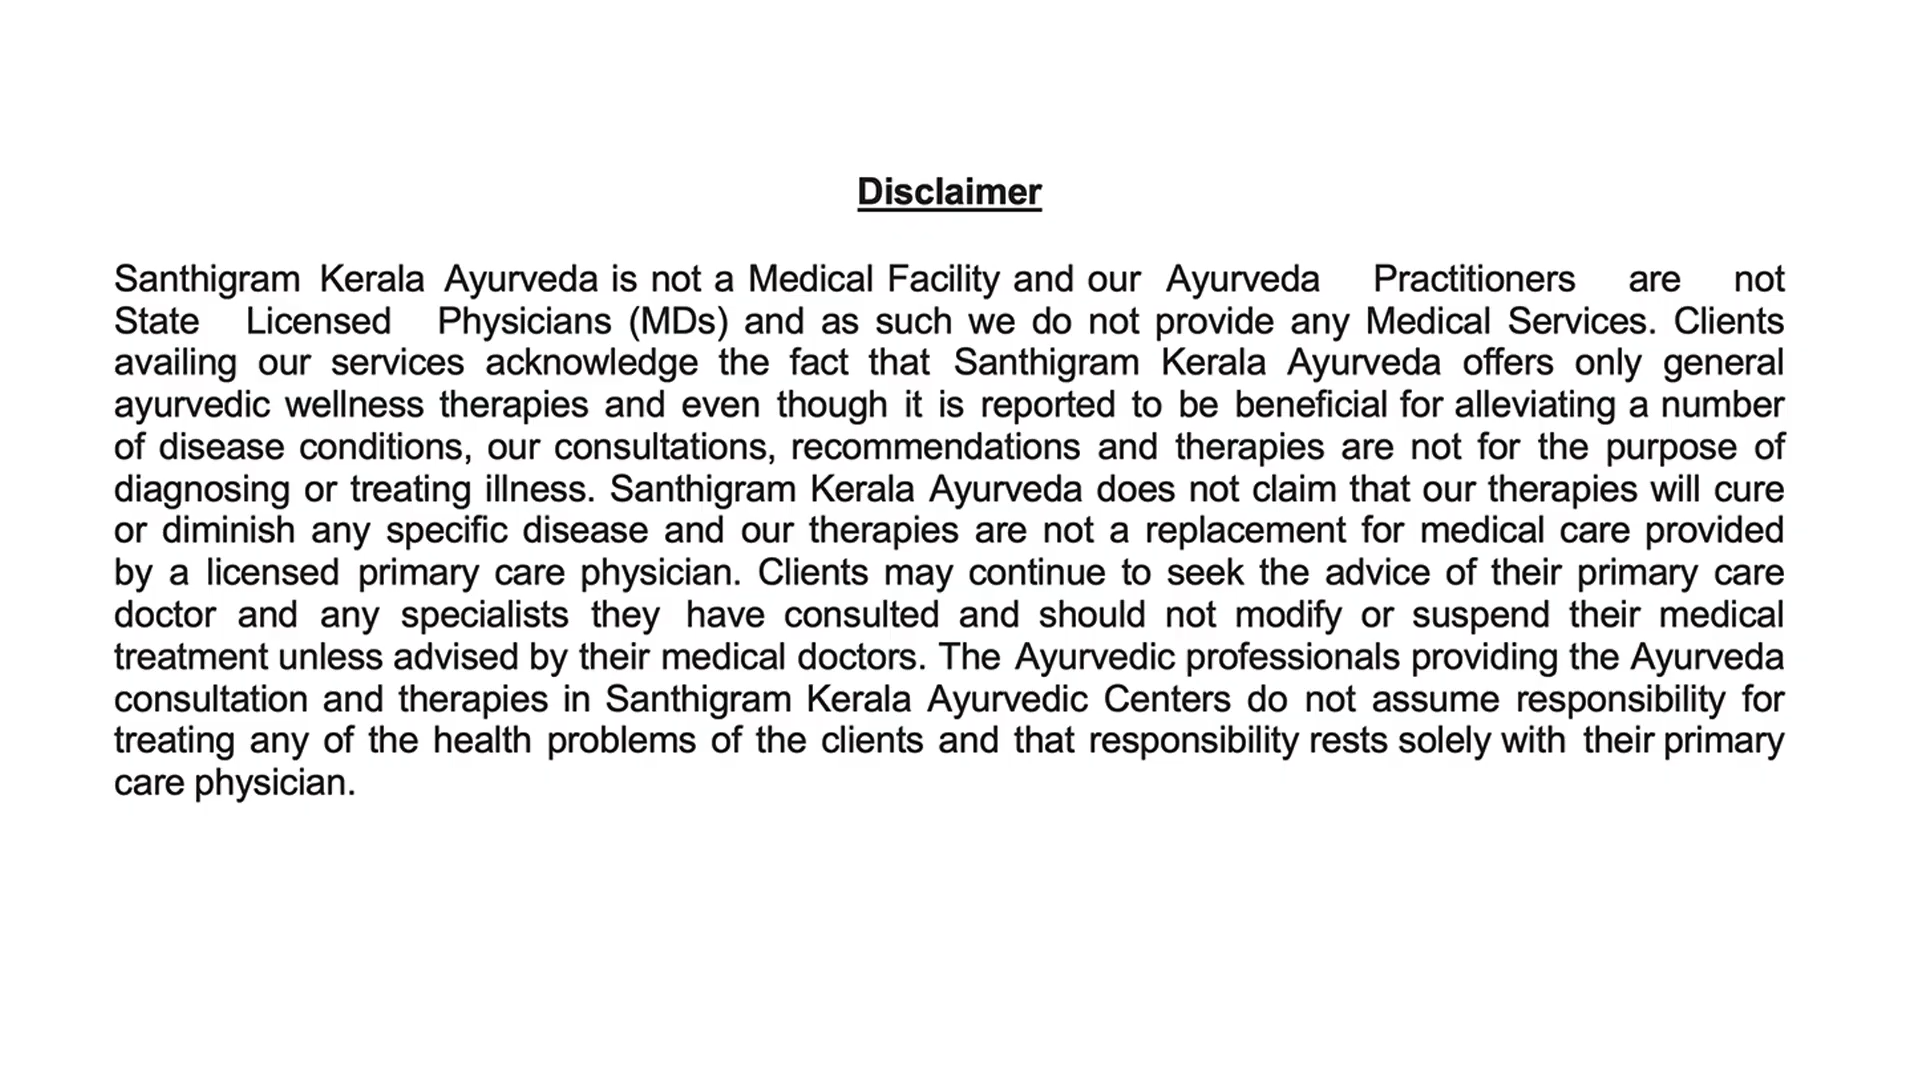 Disclaimer
Santhigram Kerala Ayurveda is not a Medical Facility and our Ayurveda Practitioners are not
State Licensed Physicians (MDs) and as such we do not provide any Medical Services. Clients
availing our services acknowledge the fact that Santhigram Kerala Ayurveda offers only general
ayurvedic wellness therapies and even though it is reported to be beneficial for alleviating a number
of disease conditions, our consultations, recommendations and therapies are not for the purpose of
diagnosing or treating illness. Santhigram Kerala Ayurveda does not claim that our therapies will cure
or diminish any specific disease and our therapies are not a replacement for medical care provided
by a licensed primary care physician. Clients may continue to seek the advice of their primary care
doctor and any specialists they have consulted and should not modify or suspend their medical
treatment unless advised by their medical doctors. The Ayurvedic professionals providing the Ayurveda
consultation and therapies in Santhigram Kerala Ayurvedic Centers do not assume responsibility for
treating any of the health problems of the clients and that responsibility rests solely with their primary
care physician.